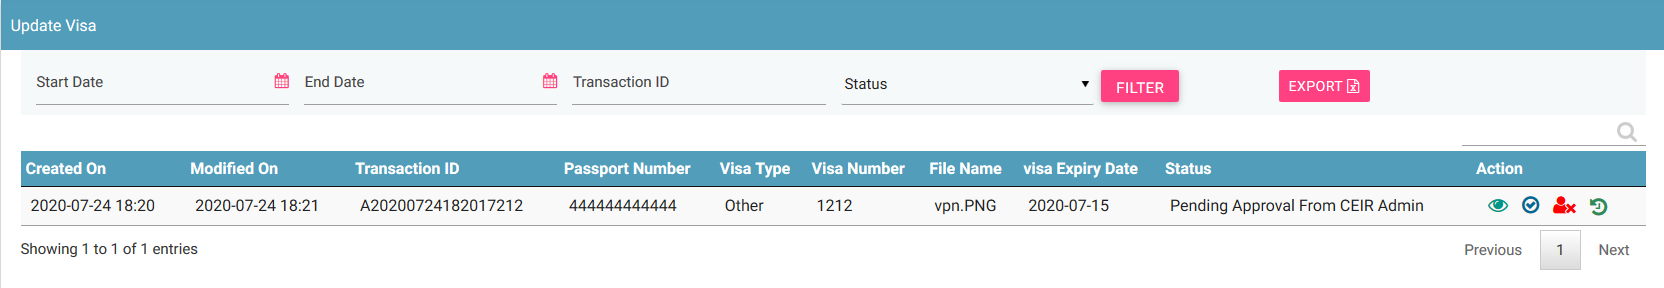 Update Visa
Start Date End Date Transaction ID Status FILTER EXPORT
Created On Modified On Transaction ID Passport Number Visa Type Visa Number File Name visa Expiry Date Status Action
2020-07-24 18:20 2020-07-24 18:21 A20200724182017212 444444444444 Other 1212 vpn.PNG 2020-07-15 Pending Approval From CEIR Admin
Showing 1 to 1 of 1 entries Previous 1 Next